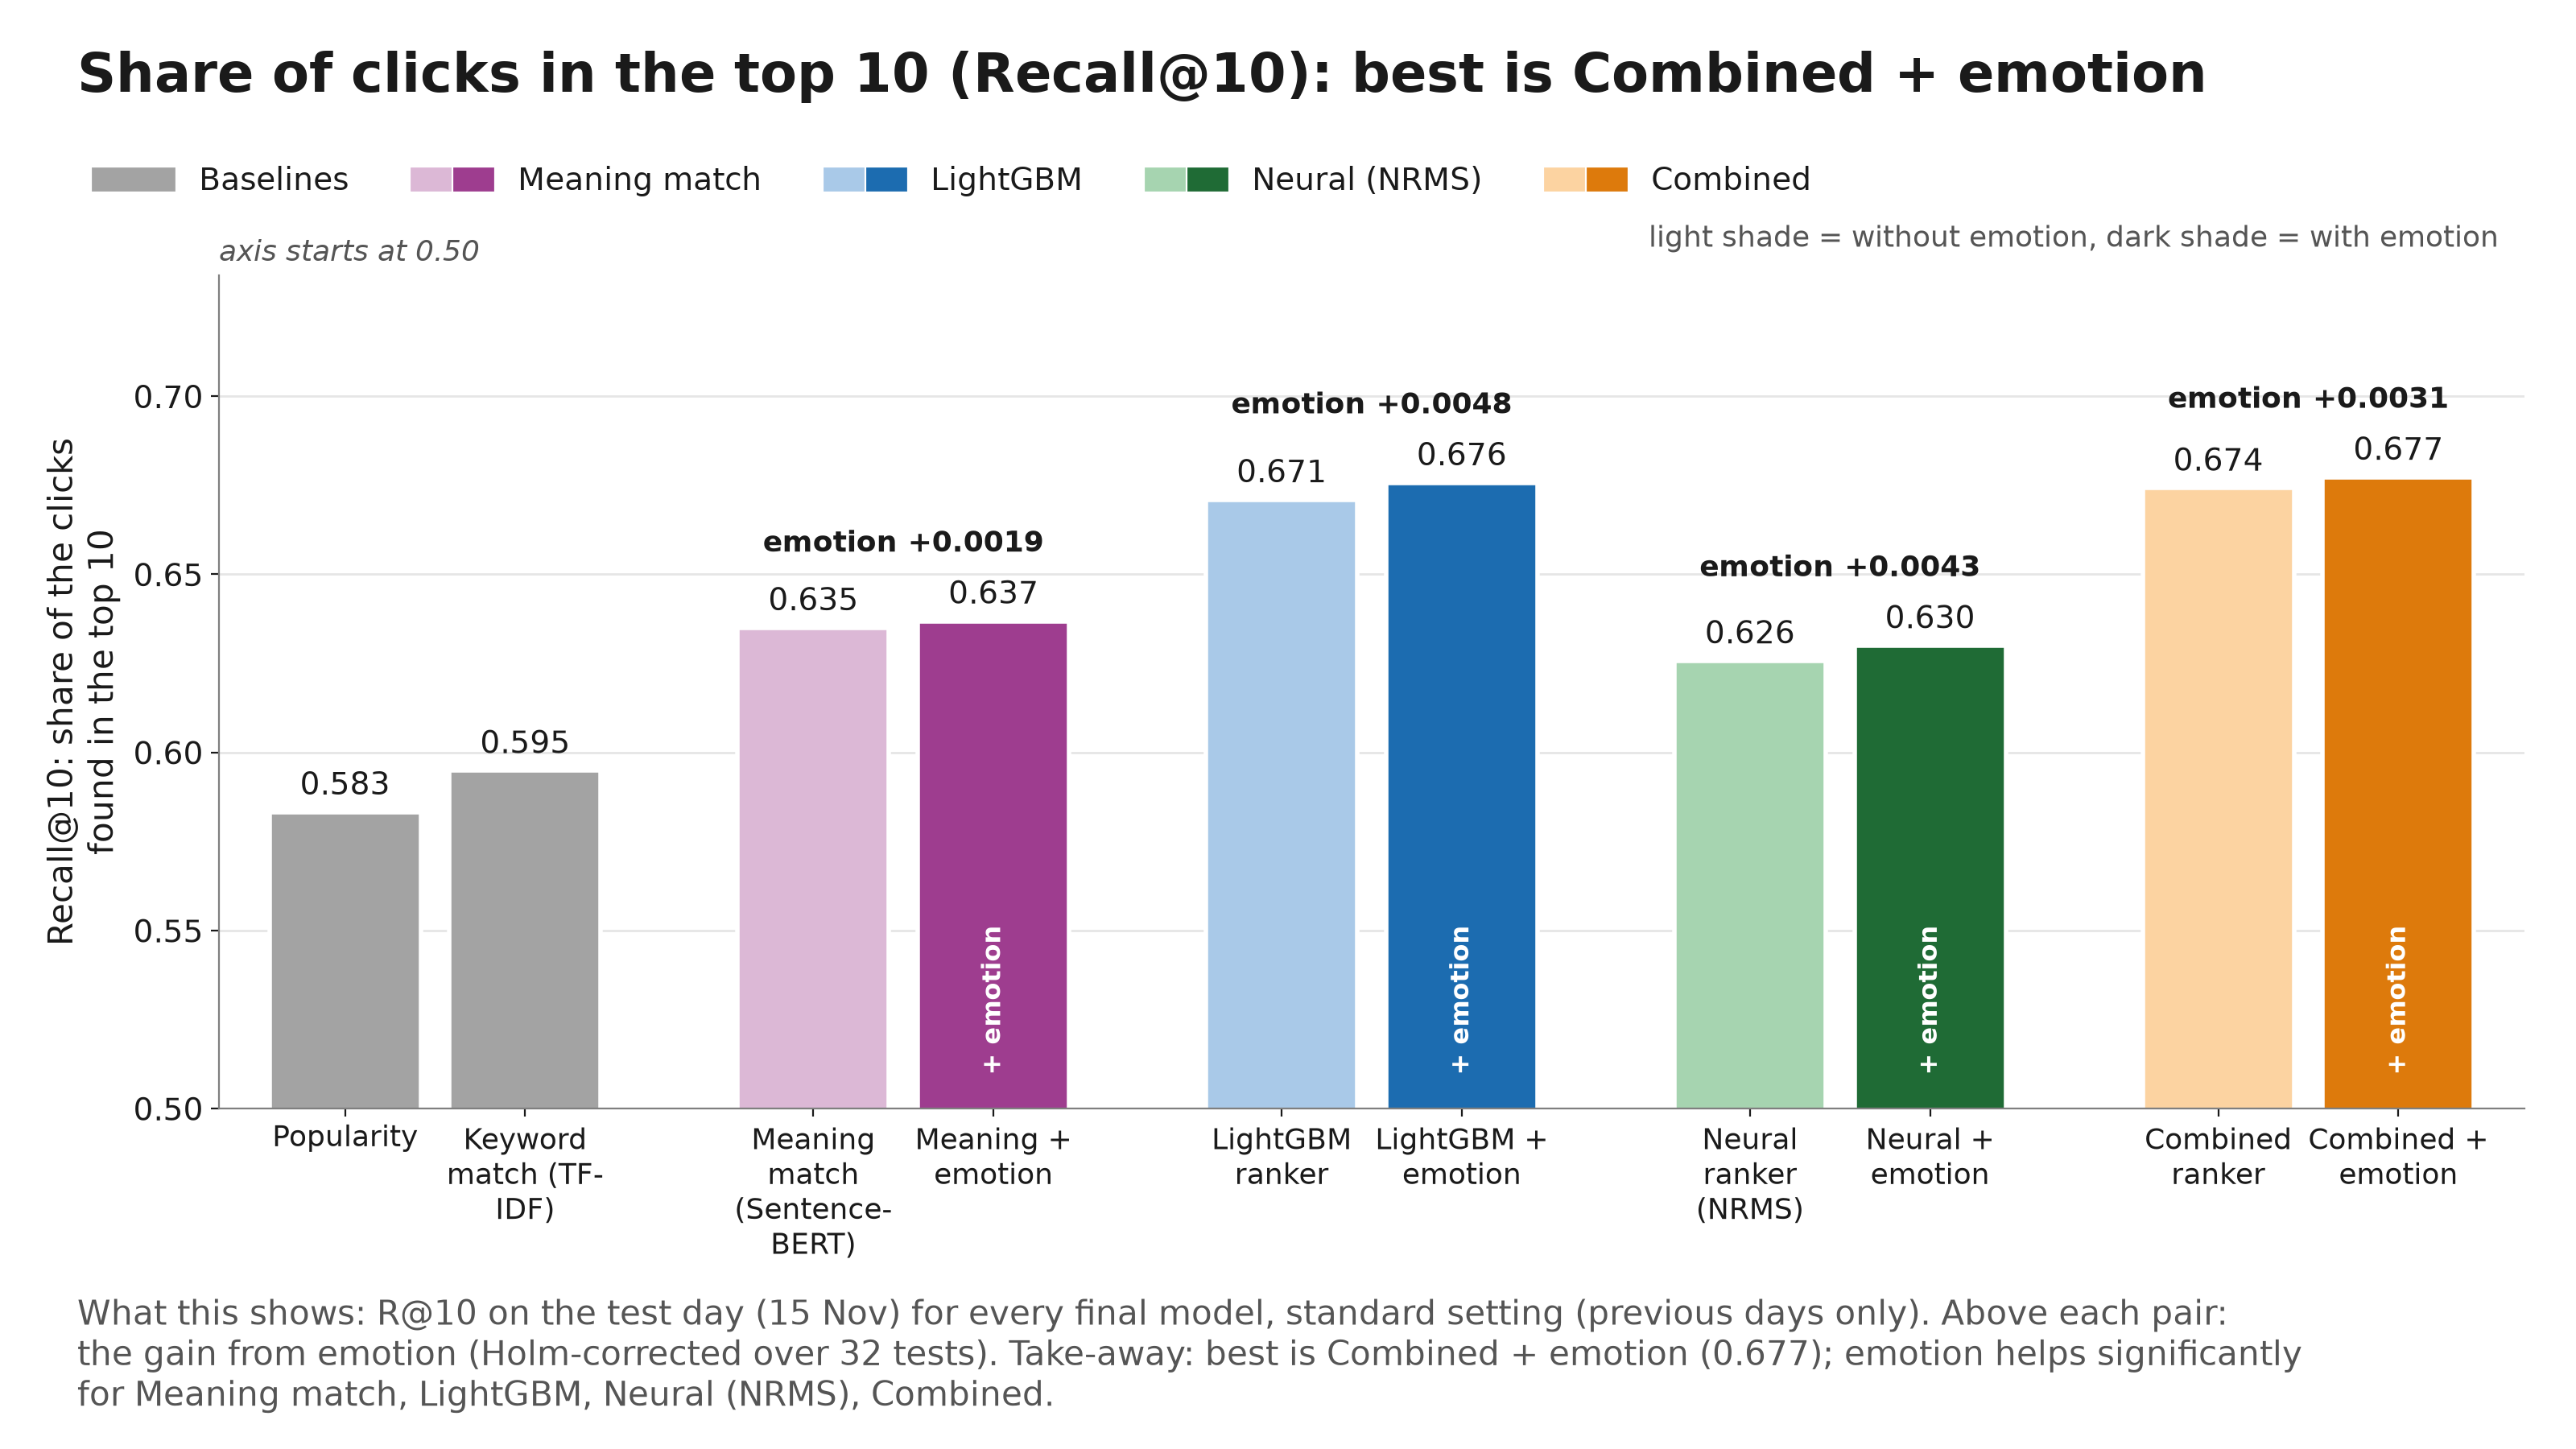 Share of clicks in the top 10 (Recall@10): best is Combined + emotion
Baselines
Meaning match
LightGBM
Neural (NRMS)
Combined
light shade = without emotion, dark shade = with emotion
axis starts at 0.50
Recall@10: share of the clicks
found in the top 10
0.70
0.65
0.60
0.55
0.50
0.583
0.595
emotion +0.0019
0.635
0.637
+ emotion
emotion +0.0048
0.671
0.676
+ emotion
emotion +0.0043
0.626
0.630
+ emotion
emotion +0.0031
0.674
0.677
+ emotion
Popularity
Keyword
match (TF-
IDF)
Meaning
match
(Sentence-
BERT)
Meaning +
emotion
LightGBM
ranker
LightGBM +
emotion
Neural
ranker
(NRMS)
Neural +
emotion
Combined
ranker
Combined +
emotion
What this shows: R@10 on the test day (15 Nov) for every final model, standard setting (previous days only). Above each pair:
the gain from emotion (Holm-corrected over 32 tests). Take-away: best is Combined + emotion (0.677); emotion helps significantly
for Meaning match, LightGBM, Neural (NRMS), Combined.